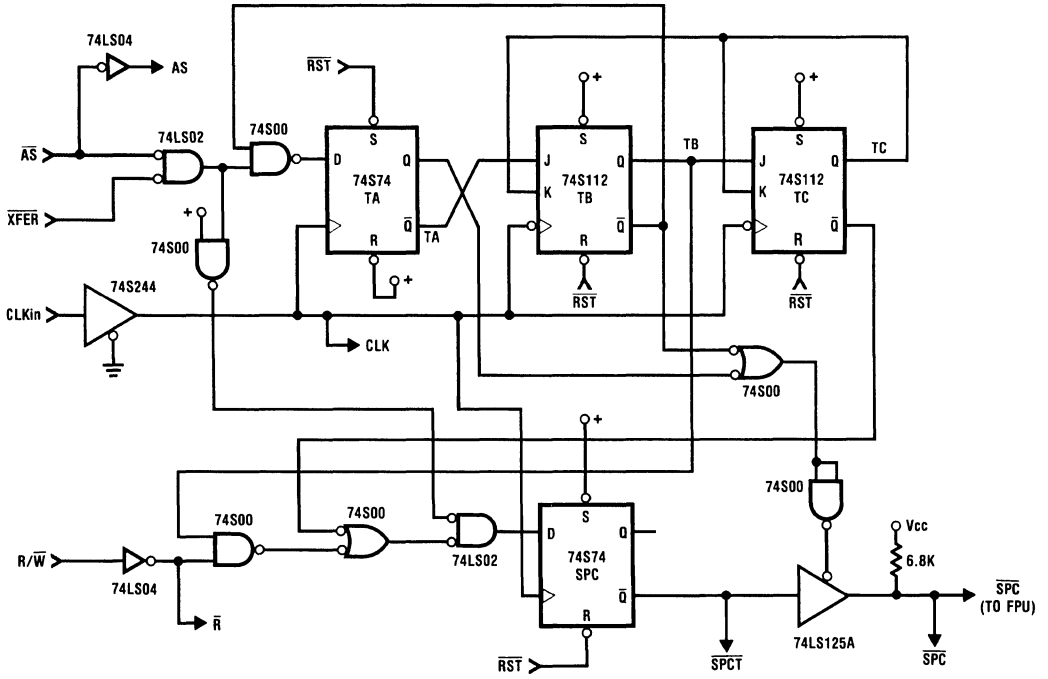 74LS04
AS
R̅S̅T̅
+
+
A̅S̅
74LS02
74S00
S
D
Q
74S74
TA
Q̅
TA
R
+
S
J
Q
74S112
TB
K
Q̅
R
R̅S̅T̅
TB
S
J
Q
74S112
TC
K
Q̅
R
R̅S̅T̅
TC
X̅F̅E̅R̅
+
74S00
74S244
CLKin
CLK
74S00
+
74S00
Vcc
6.8K
74S00
74S00
S
D
Q
74S74
SPC
Q̅
R
R/W̅
74LS04
74LS02
R̅
R̅S̅T̅
S̅P̅C̅T̅
74LS125A
S̅P̅C̅
(TO FPU)
S̅P̅C̅